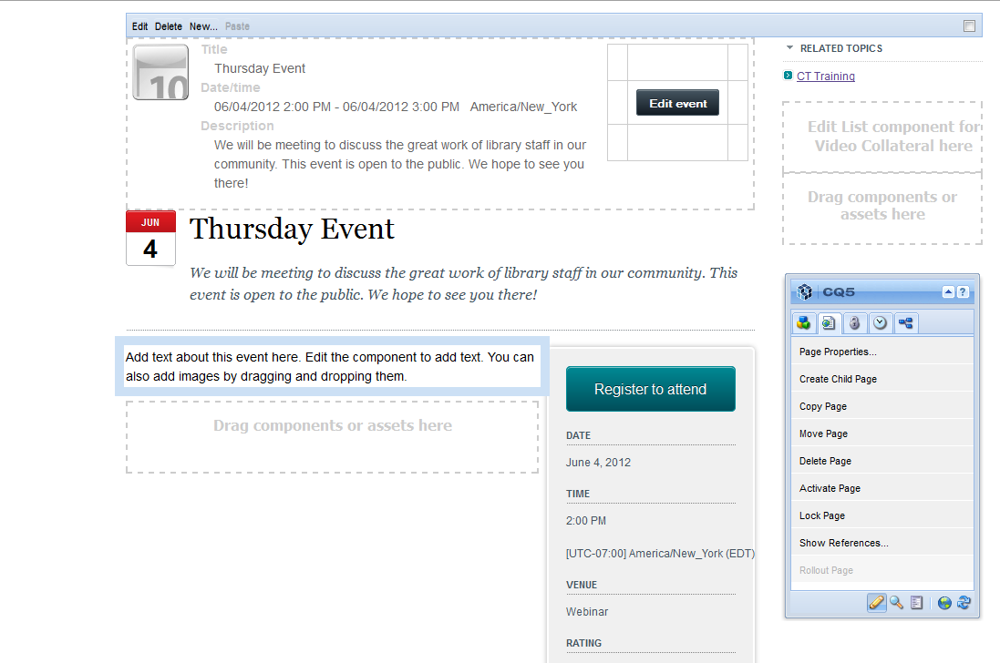 Edit Delete New... Paste
10
Title
Thursday Event
Date/time
06/04/2012 2:00 PM - 06/04/2012 3:00 PM America/New_York
Description
We will be meeting to discuss the great work of library staff in our
community. This event is open to the public. We hope to see you
there!
Edit event
JUN
4
Thursday Event
We will be meeting to discuss the great work of library staff in our community. This
event is open to the public. We hope to see you there!
Add text about this event here. Edit the component to add text. You can
also add images by dragging and dropping them.
Drag components or assets here
Register to attend
DATE
June 4, 2012
TIME
2:00 PM
[UTC-07:00] America/New_York (EDT)
VENUE
Webinar
RATING
RELATED TOPICS
CT Training
Edit List component for
Video Collateral here
Drag components or
assets here
CQ5
?
Page Properties...
Create Child Page
Copy Page
Move Page
Delete Page
Activate Page
Lock Page
Show References...
Rollout Page